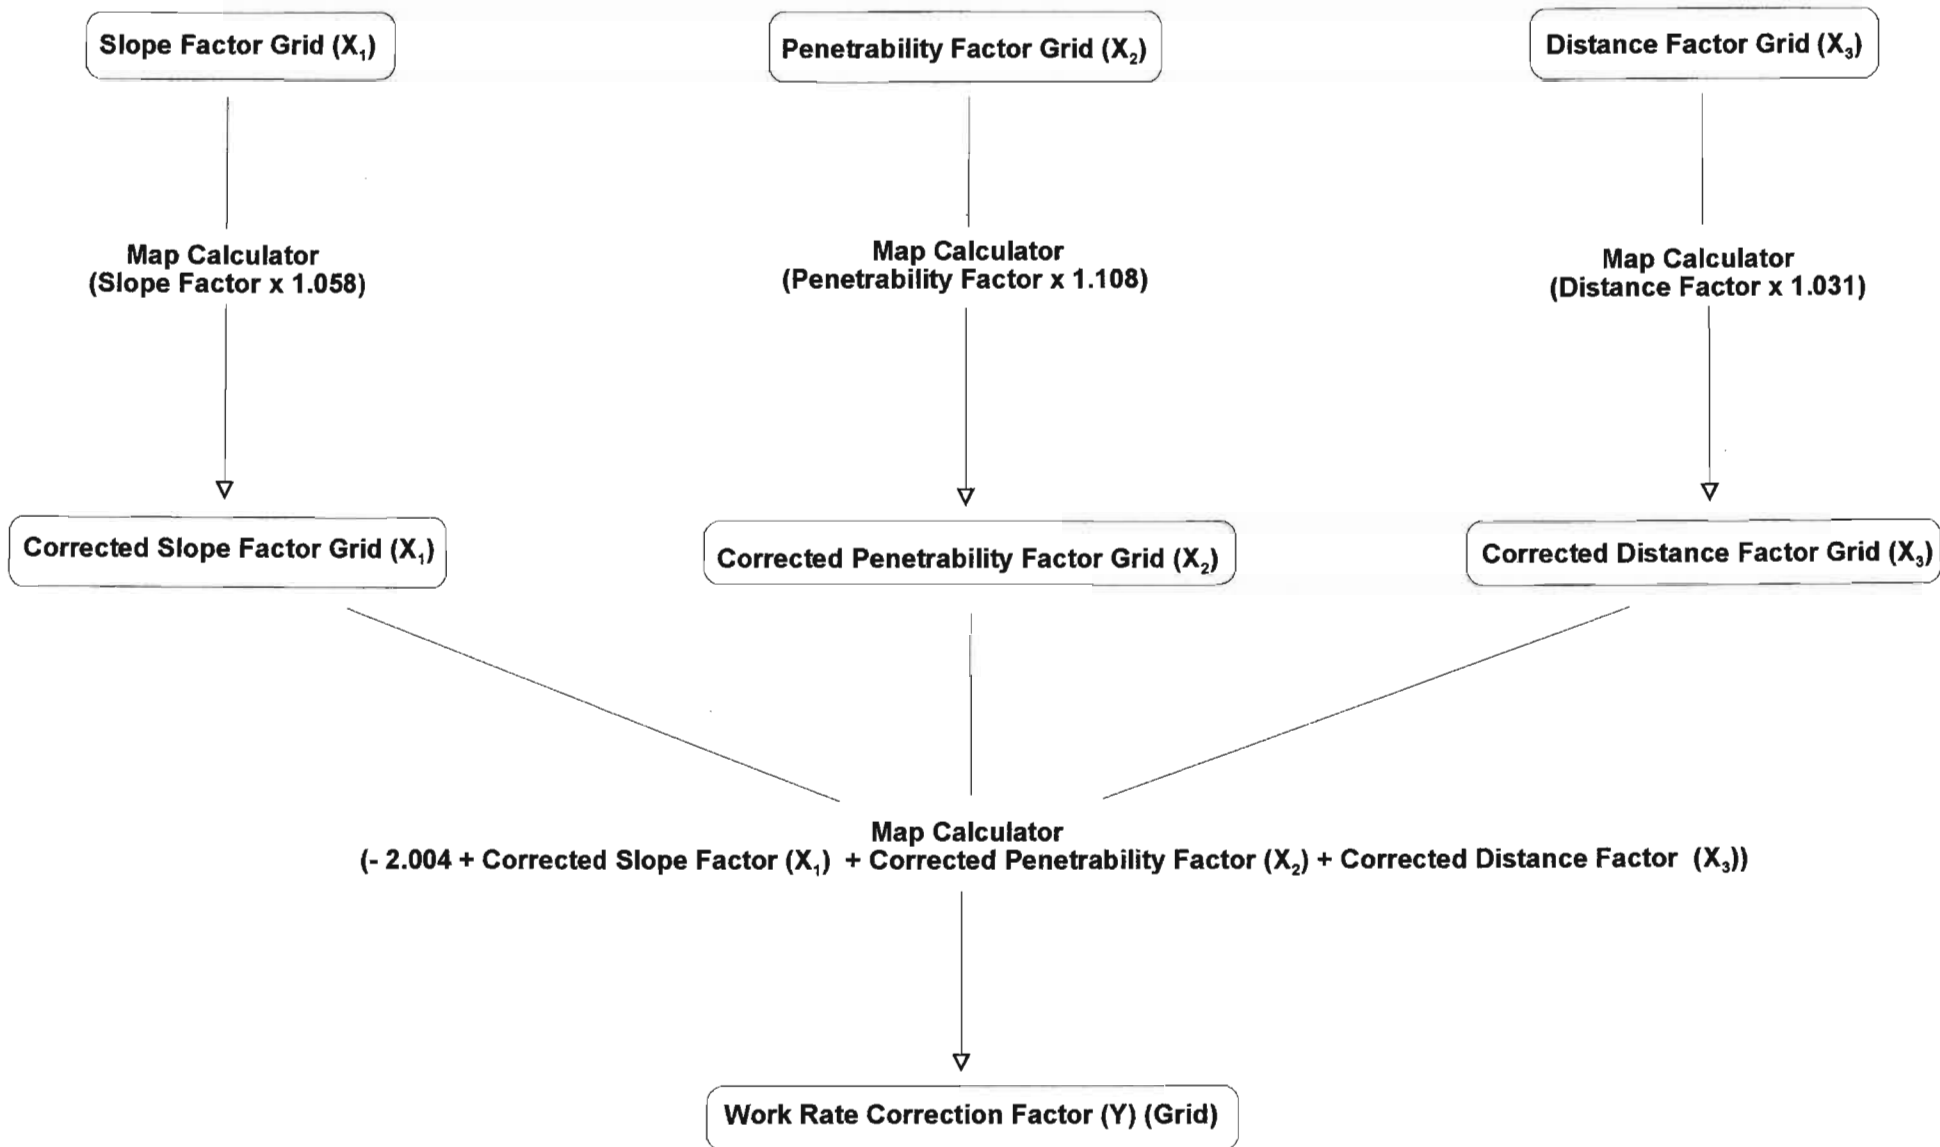 Slope Factor Grid (X₁)
Penetrability Factor Grid (X₂)
Distance Factor Grid (X₃)
Map Calculator
(Slope Factor x 1.058)
Map Calculator
(Penetrability Factor x 1.108)
Map Calculator
(Distance Factor x 1.031)
Corrected Slope Factor Grid (X₁)
Corrected Penetrability Factor Grid (X₂)
Corrected Distance Factor Grid (X₃)
Map Calculator
(- 2.004 + Corrected Slope Factor (X₁) + Corrected Penetrability Factor (X₂) + Corrected Distance Factor (X₃))
Work Rate Correction Factor (Y) (Grid)